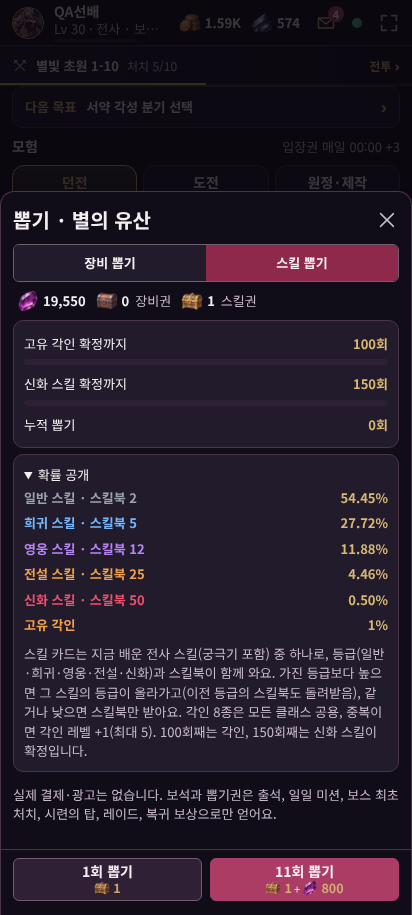 QA선배
Lv 30 · 전사 · 보…
1.59K
574
4
별빛 초원 1-10 처치 5/10
전투 ›
다음 목표 서약 각성 분기 선택 ›
모험
입장권 매일 00:00 +3
던전
도전
원정·제작
뽑기 · 별의 유산
장비 뽑기
스킬 뽑기
19,550 0 장비권 1 스킬권
고유 각인 확정까지 100회
신화 스킬 확정까지 150회
누적 뽑기 0회
▼ 확률 공개
일반 스킬 · 스킬북 2 54.45%
희귀 스킬 · 스킬북 5 27.72%
영웅 스킬 · 스킬북 12 11.88%
전설 스킬 · 스킬북 25 4.46%
신화 스킬 · 스킬북 50 0.50%
고유 각인 1%
스킬 카드는 지금 배운 전사 스킬(궁극기 포함) 중 하나로, 등급(일반
·희귀·영웅·전설·신화)과 스킬북이 함께 와요. 가진 등급보다 높으
면 그 스킬의 등급이 올라가고(이전 등급의 스킬북도 돌려받음), 같
거나 낮으면 스킬북만 받아요. 각인 8종은 모든 클래스 공용, 중복이
면 각인 레벨 +1(최대 5). 100회째는 각인, 150회째는 신화 스킬이
확정입니다.
실제 결제·광고는 없습니다. 보석과 뽑기권은 출석, 일일 미션, 보스 최초
처치, 시련의 탑, 레이드, 복귀 보상으로만 얻어요.
1회 뽑기
1
11회 뽑기
1 + 800